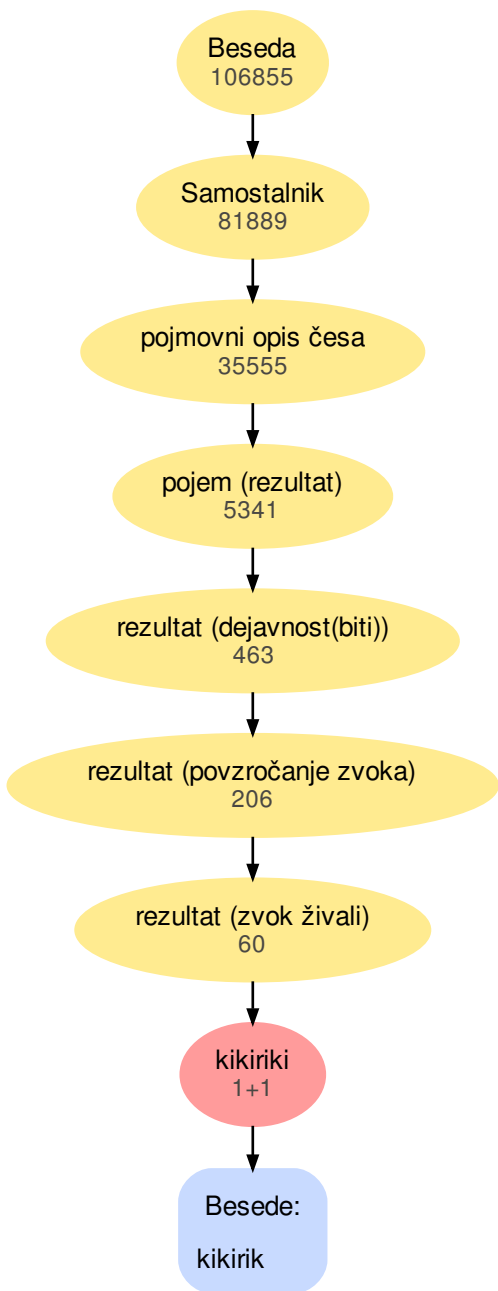 Beseda
106855
Samostalnik
81889
pojmovni opis česa
35555
pojem (rezultat)
5341
rezultat (dejavnost(biti))
463
rezultat (povzročanje zvoka)
206
rezultat (zvok živali)
60
kikiriki
1+1
Besede:
kikirik